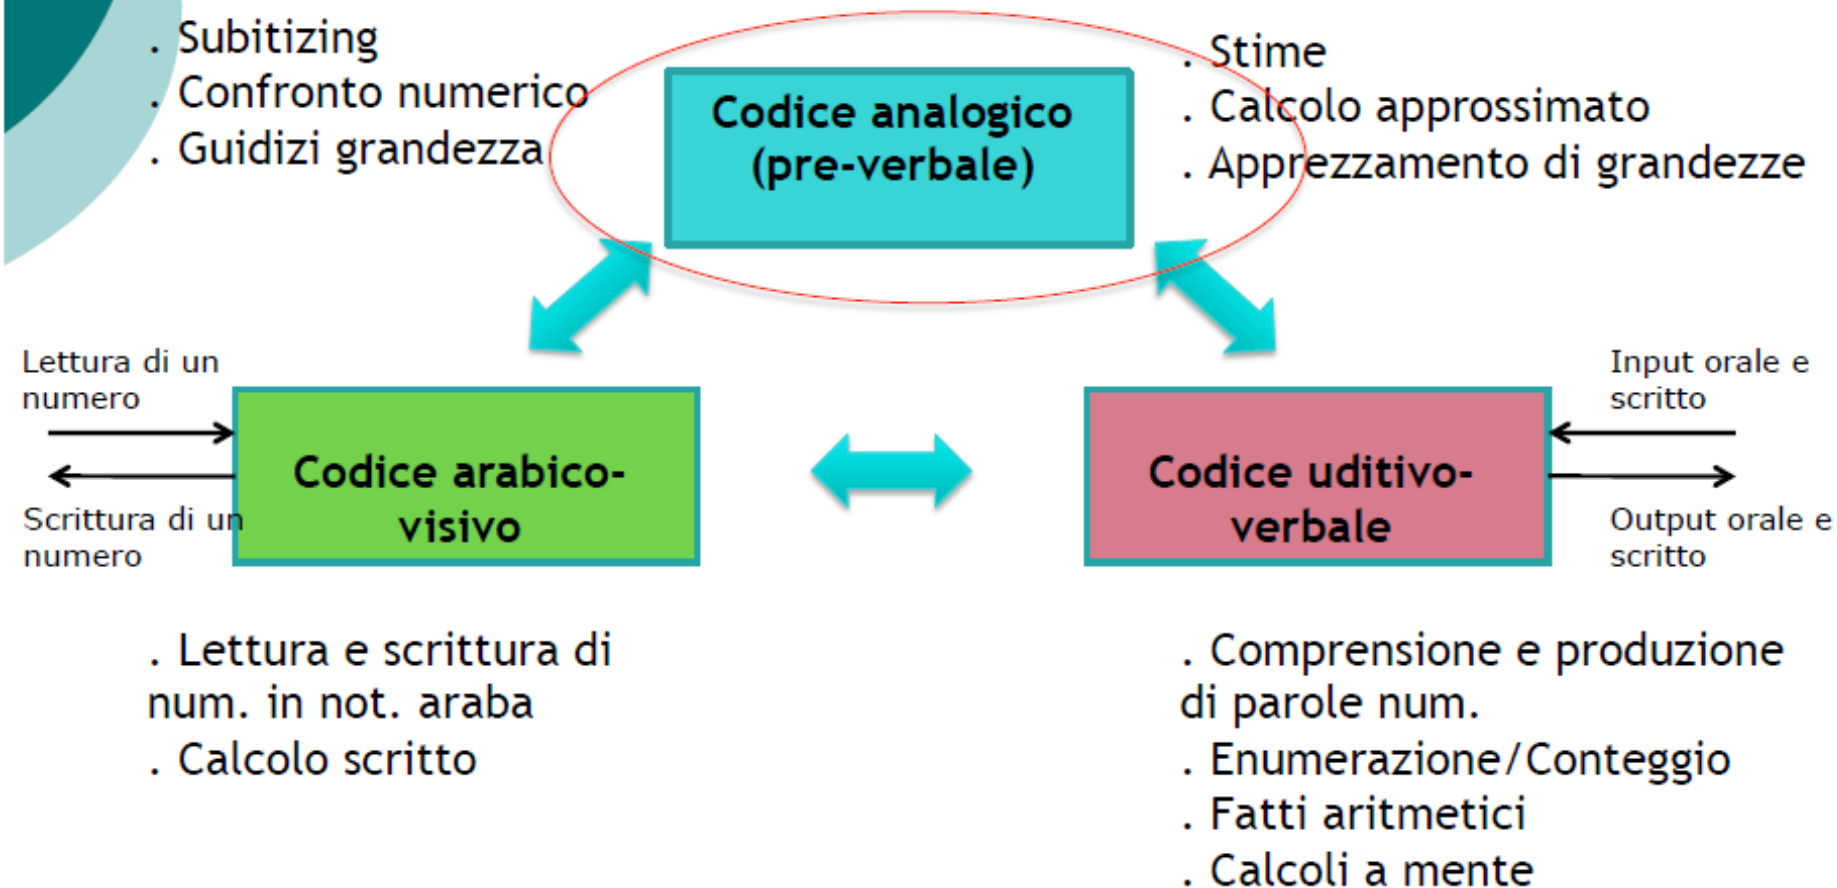 . Subitizing
. Confronto numerico
. Guidizi grandezza
Codice analogico
(pre-verbale)
. Stime
. Calcolo approssimato
. Apprezzamento di grandezze
Lettura di un
numero
Scrittura di un
numero
Codice arabico-
visivo
Codice uditivo-
verbale
Input orale e
scritto
Output orale e
scritto
. Lettura e scrittura di
num. in not. araba
. Calcolo scritto
. Comprensione e produzione
di parole num.
. Enumerazione/Conteggio
. Fatti aritmetici
. Calcoli a mente